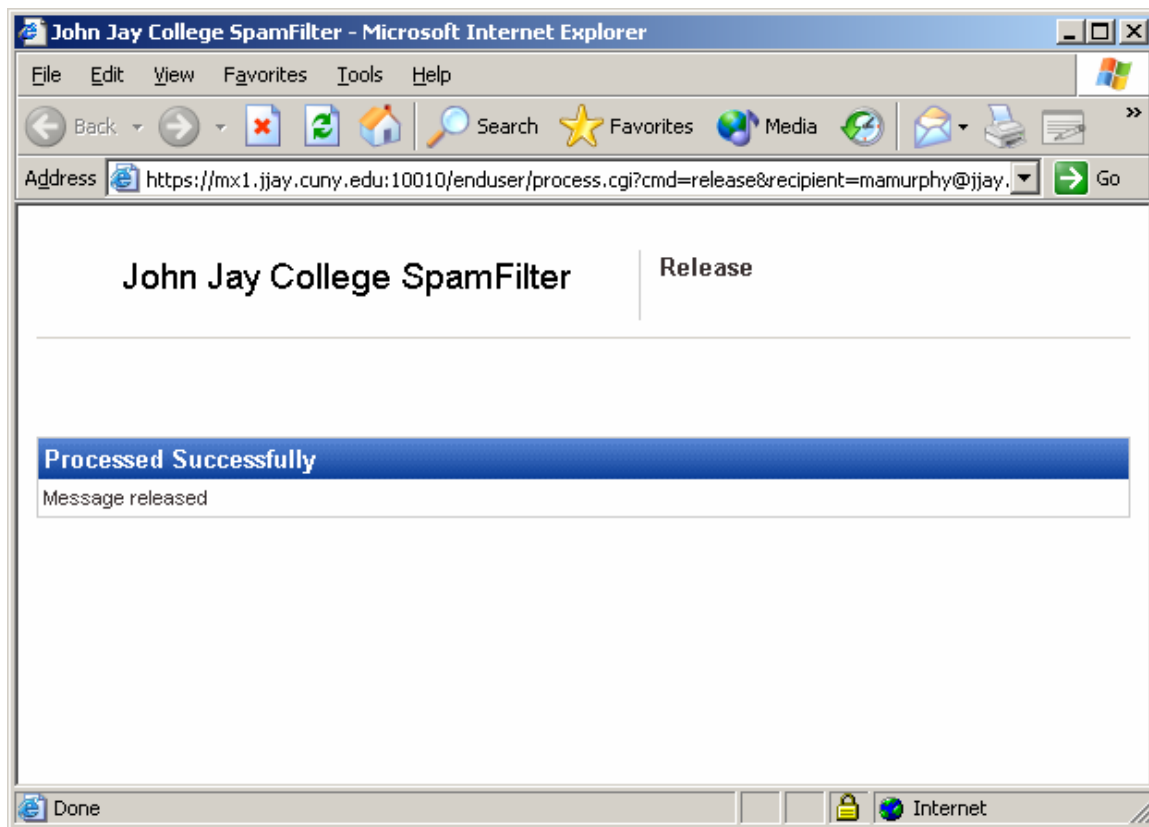 John Jay College SpamFilter - Microsoft Internet Explorer
File Edit View Favorites Tools Help
Back Search Favorites Media »
Address https://mx1.jjay.cuny.edu:10010/enduser/process.cgi?cmd=release&recipient=mamurphy@jjay. Go
John Jay College SpamFilter
Release
Processed Successfully
Message released
Done Internet